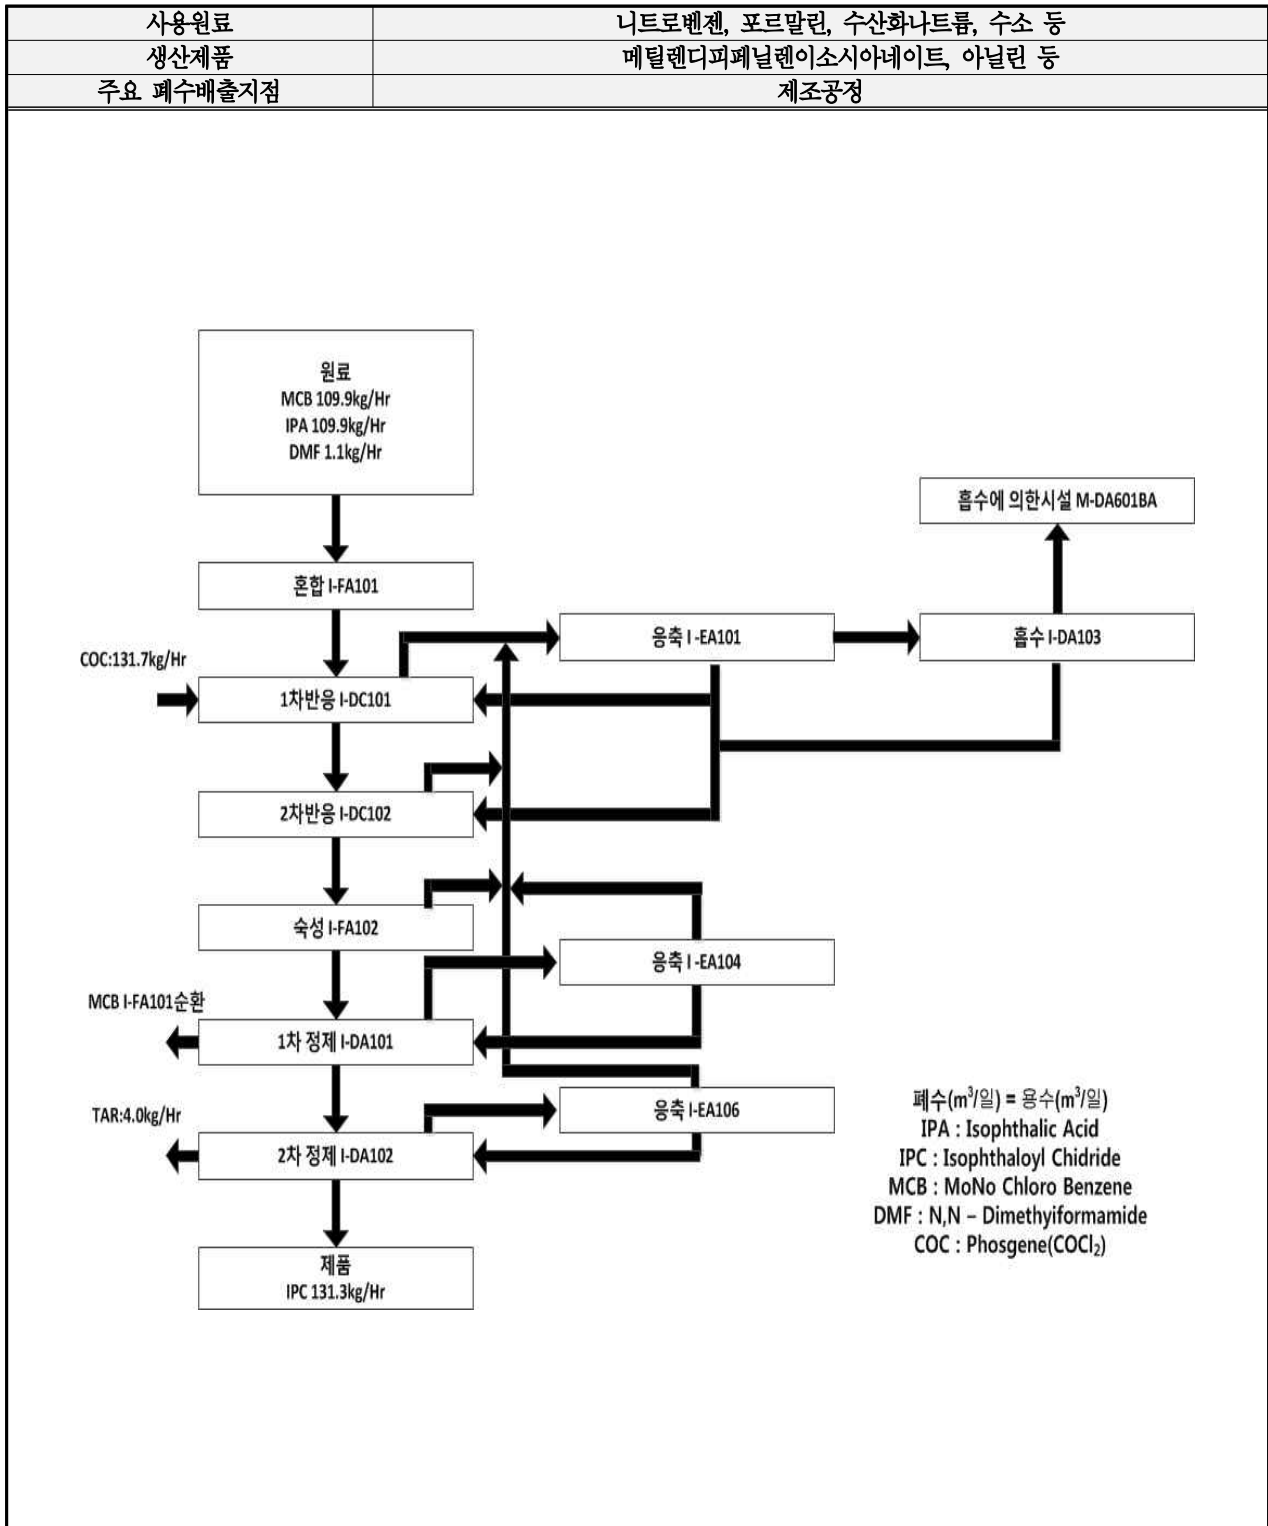 사용원료 니트로벤젠, 포르말린, 수산화나트륨, 수소 등
생산제품 메틸렌디피페닐렌이소시아네이트, 아닐린 등
주요 폐수배출지점 제조공정
원료
MCB 109.9kg/Hr
IPA 109.9kg/Hr
DMF 1.1kg/Hr
흡수에 의한시설 M-DA601BA
혼합 I-FA101
응축 I -EA101
흡수 I-DA103
COC:131.7kg/Hr
1차반응 I-DC101
2차반응 I-DC102
숙성 I-FA102
응축 I -EA104
MCB I-FA101순환
1차 정제 I-DA101
TAR:4.0kg/Hr
응축 I-EA106
2차 정제 I-DA102
제품
IPC 131.3kg/Hr
폐수(m³/일) = 용수(m³/일)
IPA : Isophthalic Acid
IPC : Isophthaloyl Chidride
MCB : MoNo Chloro Benzene
DMF : N,N – Dimethyiformamide
COC : Phosgene(COCl₂)